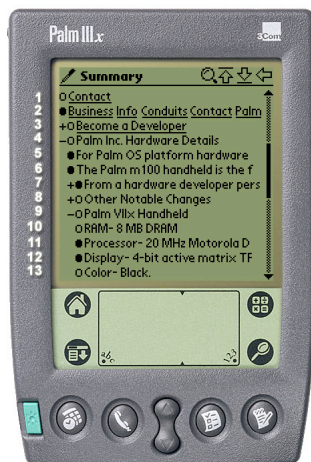 Palm IIIx
3Com
Summary
1 Contact
2 Business Info Conduits Contact Palm
3 +Become a Developer
4 -Palm Inc. Hardware Details
5 For Palm OS platform hardware
6 The Palm m100 handheld is the f
7 +From a hardware developer pers
8 +Other Notable Changes
9 -Palm VIIx Handheld
10 RAM- 8 MB DRAM
11 Processor- 20 MHz Motorola D
12 Display- 4-bit active matrix TF
13 Color- Black.
abc
123